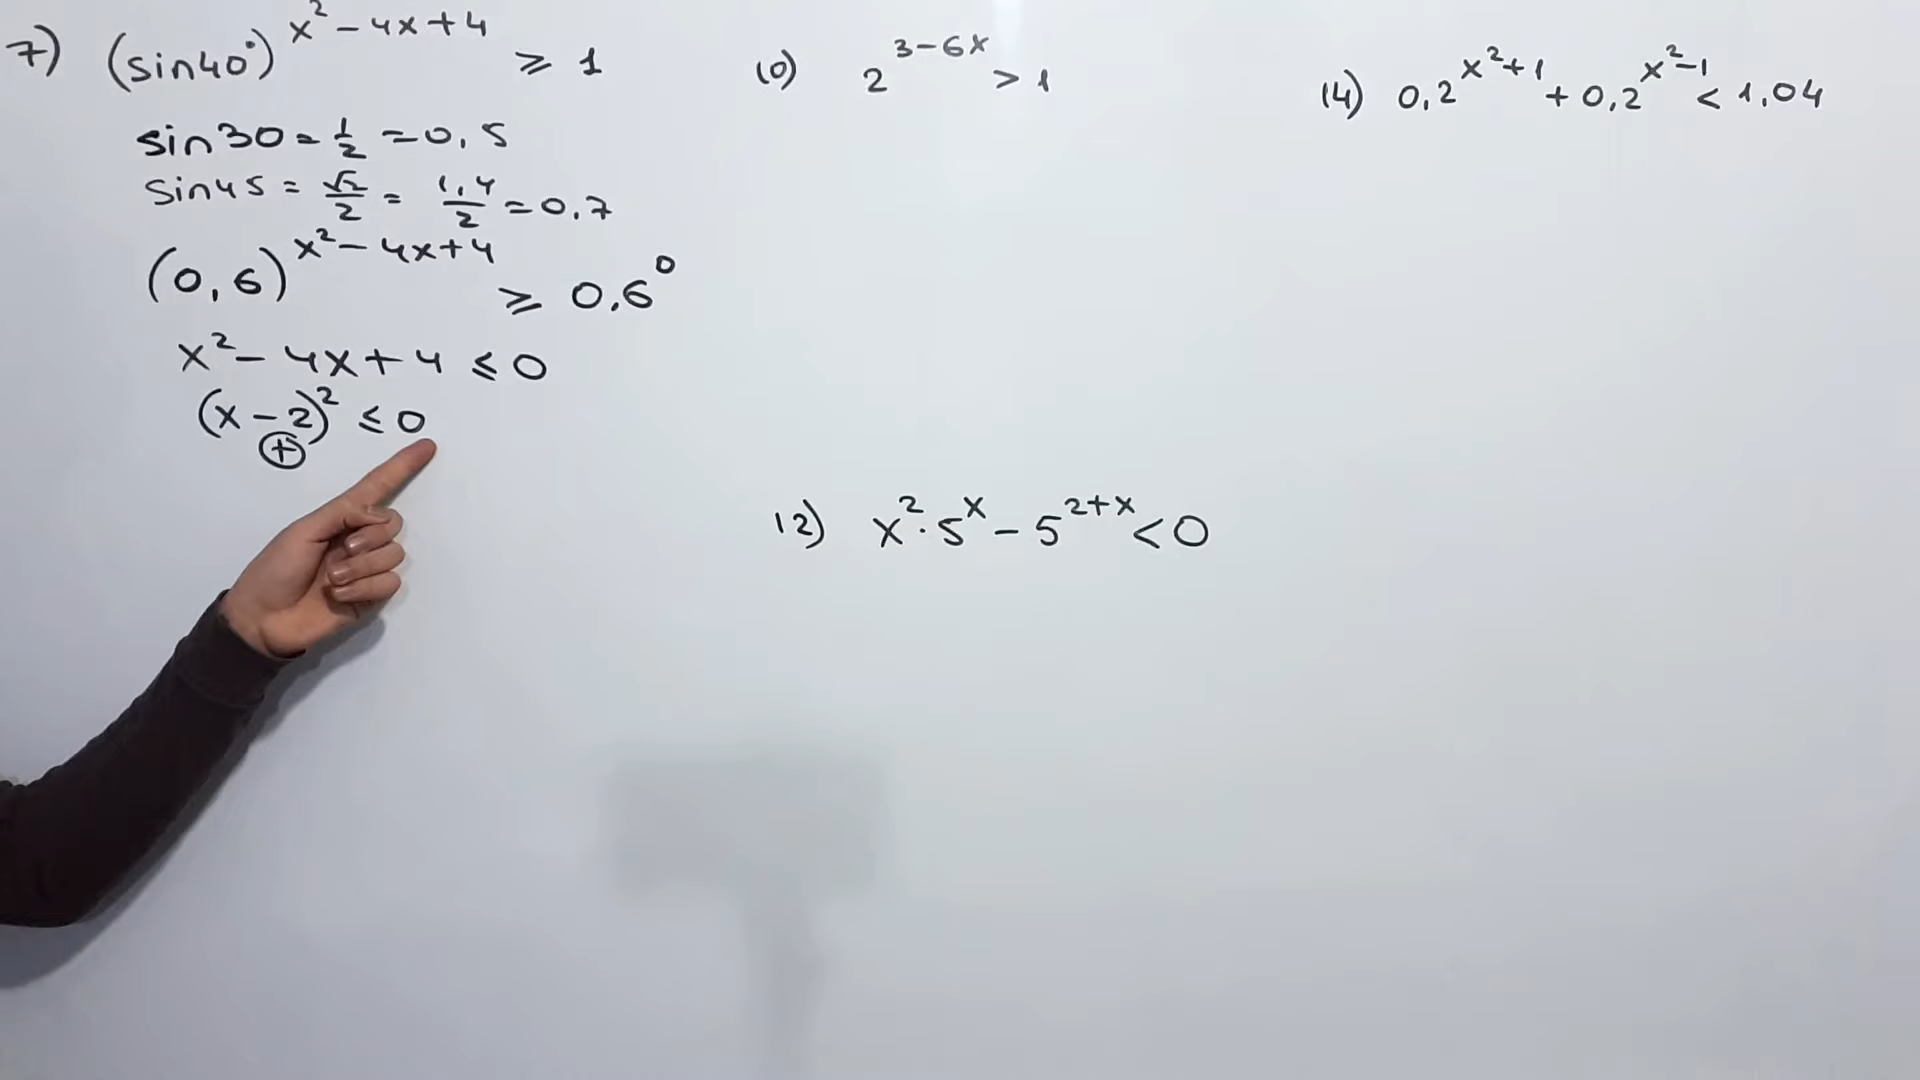 7) (sin40°)^{x²-4x+4} ≥ 1
sin30 = 1/2 = 0,5
sin45 = √2/2 = 1,4/2 = 0.7
(0,6)^{x²-4x+4} ≥ 0.6^0
x² - 4x + 4 ≤ 0
(x - 2)² ≤ 0
+
10) 2^{3-6x} > 1
12) x²·5^x - 5^{2+x} < 0
14) 0,2^{x²+1} + 0,2^{x²-1} < 1,04